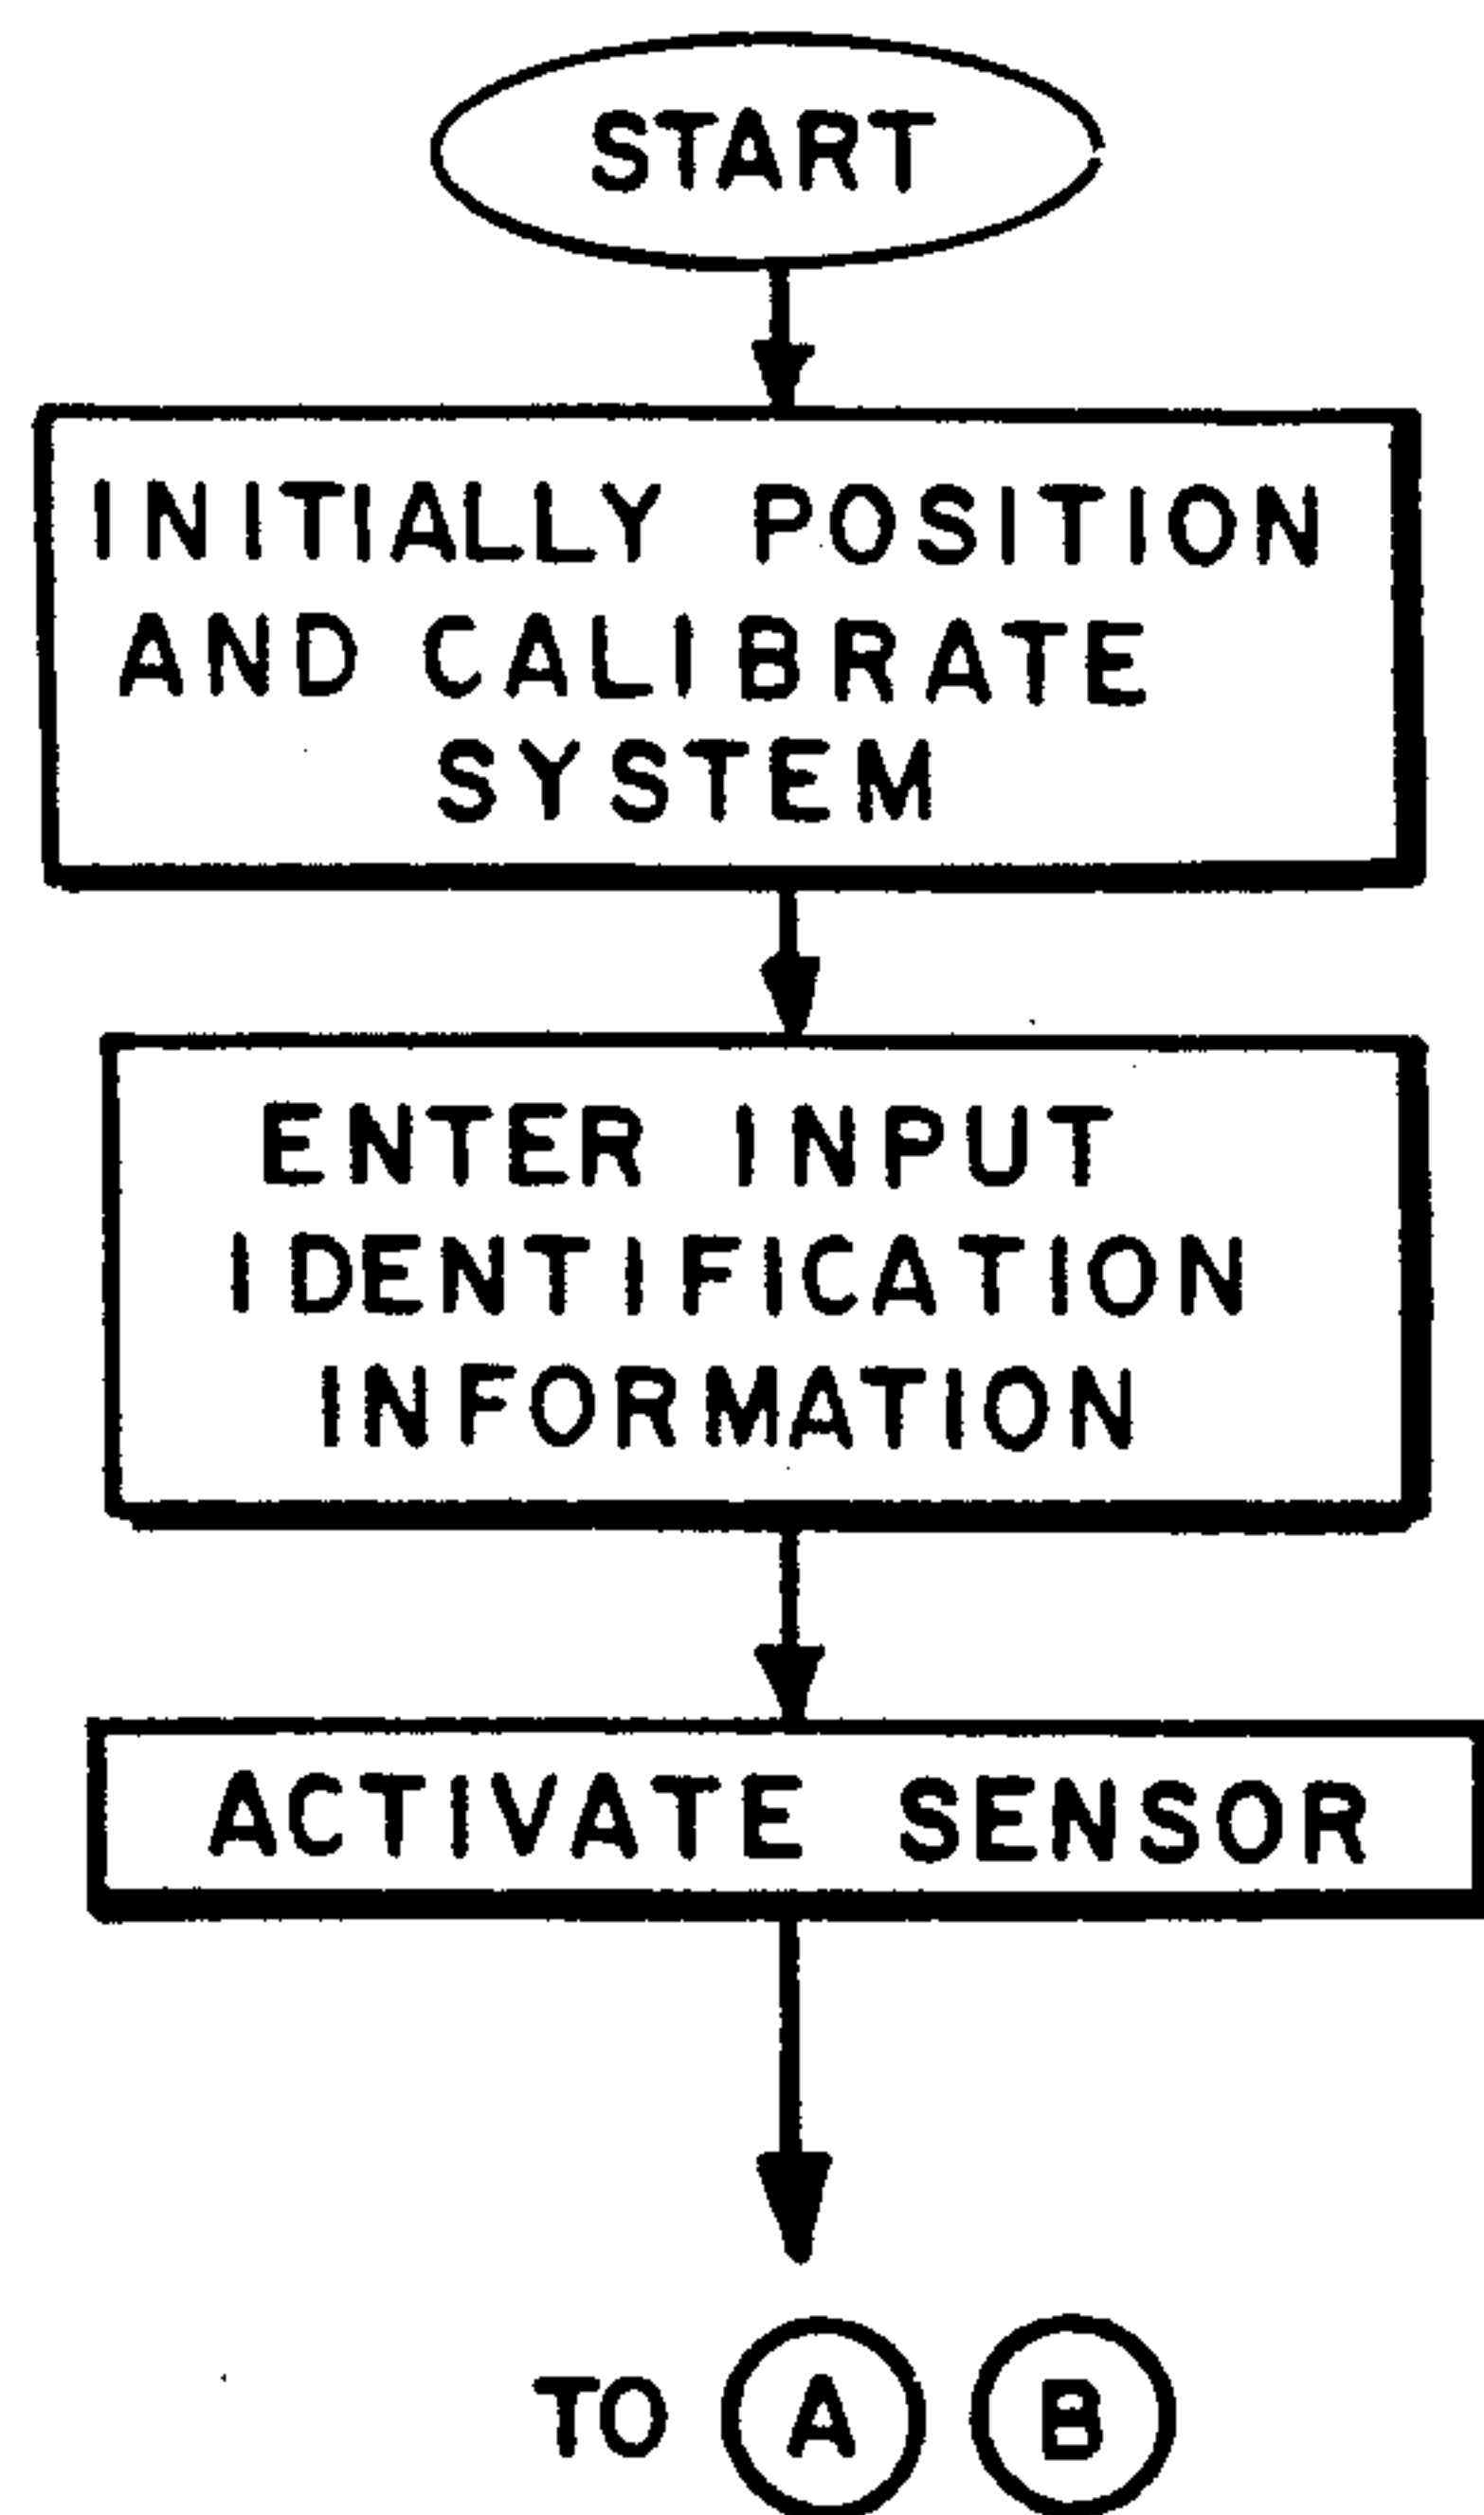 START
INITIALLY POSITION
AND CALIBRATE
SYSTEM
ENTER INPUT
IDENTIFICATION
INFORMATION
ACTIVATE SENSOR
TO A B